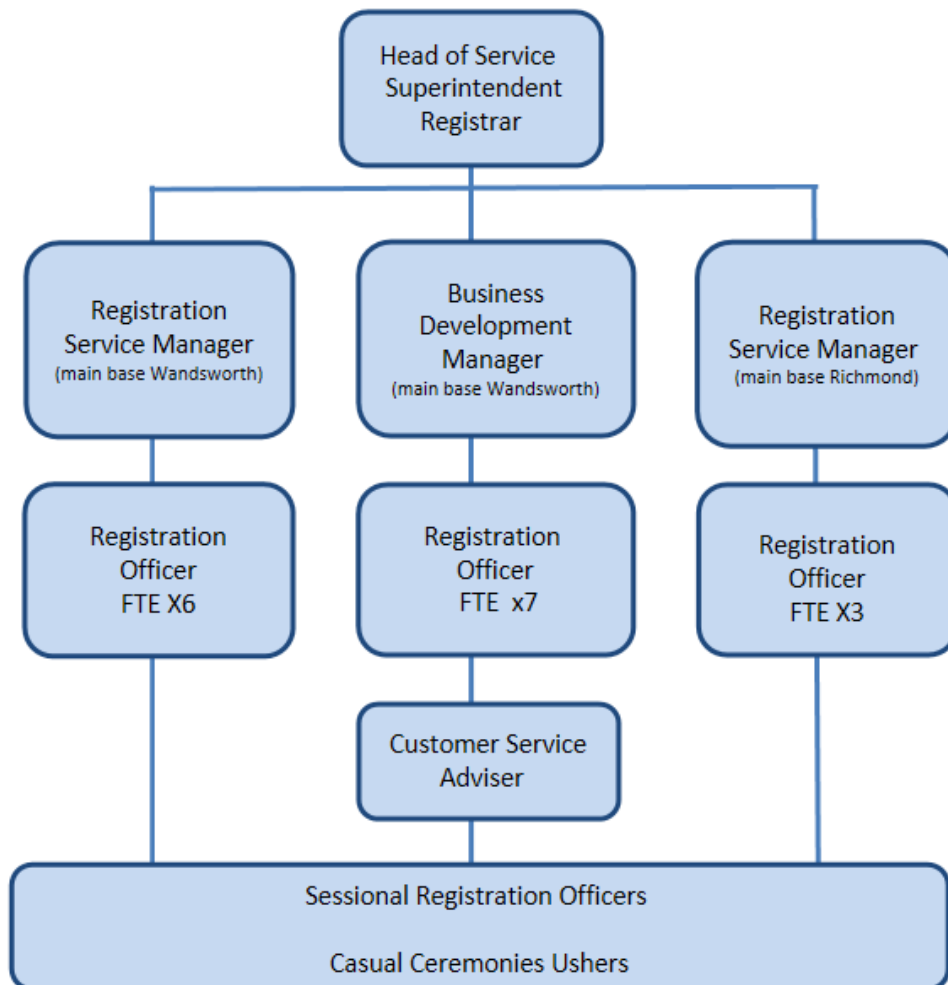 Head of Service
Superintendent
Registrar
Registration
Service Manager
(main base Wandsworth)
Business
Development
Manager
(main base Wandsworth)
Registration
Service Manager
(main base Richmond)
Registration
Officer
FTE X6
Registration
Officer
FTE x7
Registration
Officer
FTE X3
Customer Service
Adviser
Sessional Registration Officers
Casual Ceremonies Ushers